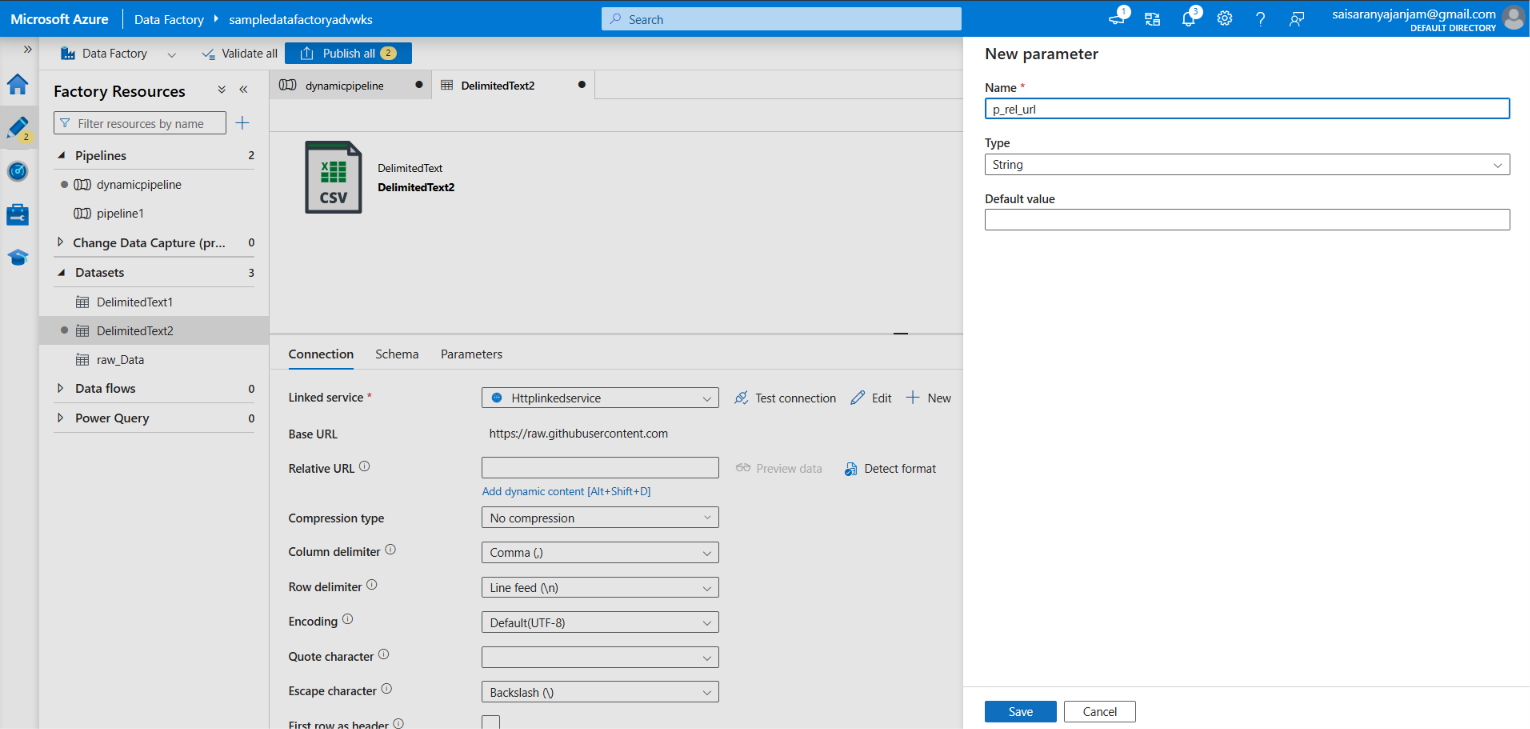 Microsoft Azure
Data Factory
sampledatafactoryadvwks
Search
1
3
saisaranyajanjam@gmail.com
DEFAULT DIRECTORY
Data Factory
Validate all
Publish all 2
2
Factory Resources
Filter resources by name
Pipelines 2
dynamicpipeline
pipeline1
Change Data Capture (pr... 0
Datasets 3
DelimitedText1
DelimitedText2
raw_Data
Data flows 0
Power Query 0
dynamicpipeline
DelimitedText2
CSV
DelimitedText
DelimitedText2
Connection Schema Parameters
Linked service * Httplinkedservice Test connection Edit New
Base URL https://raw.githubusercontent.com
Relative URL Preview data Detect format
Add dynamic content [Alt+Shift+D]
Compression type No compression
Column delimiter Comma (,)
Row delimiter Line feed (\n)
Encoding Default(UTF-8)
Quote character
Escape character Backslash (\)
First row as header
New parameter
Name *
p_rel_url
Type
String
Default value
Save Cancel